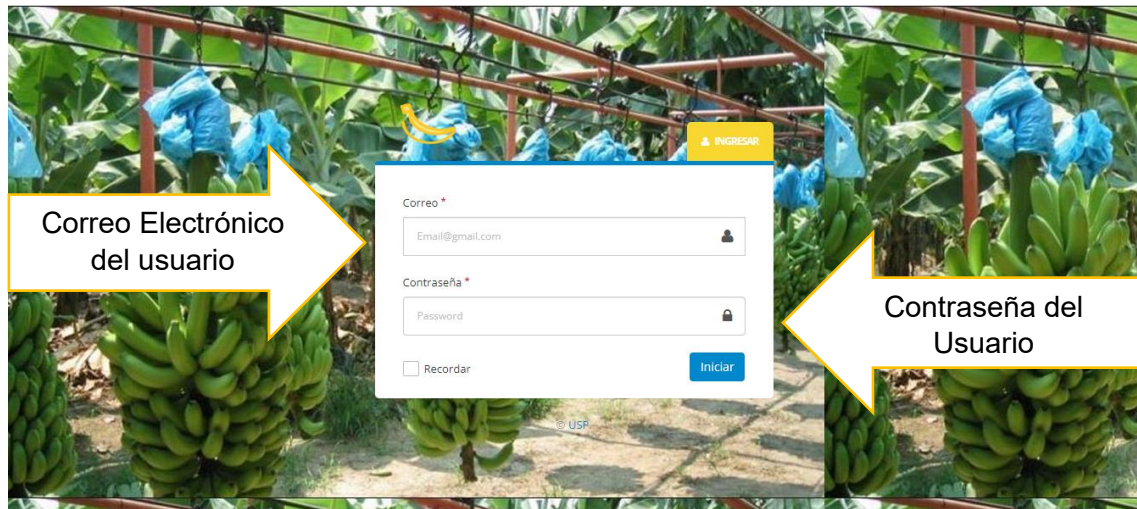 INGRESAR
Correo *
Email@gmail.com
Contraseña *
Password
Recordar
Iniciar
© USP
Correo Electrónico
del usuario
Contraseña del
Usuario